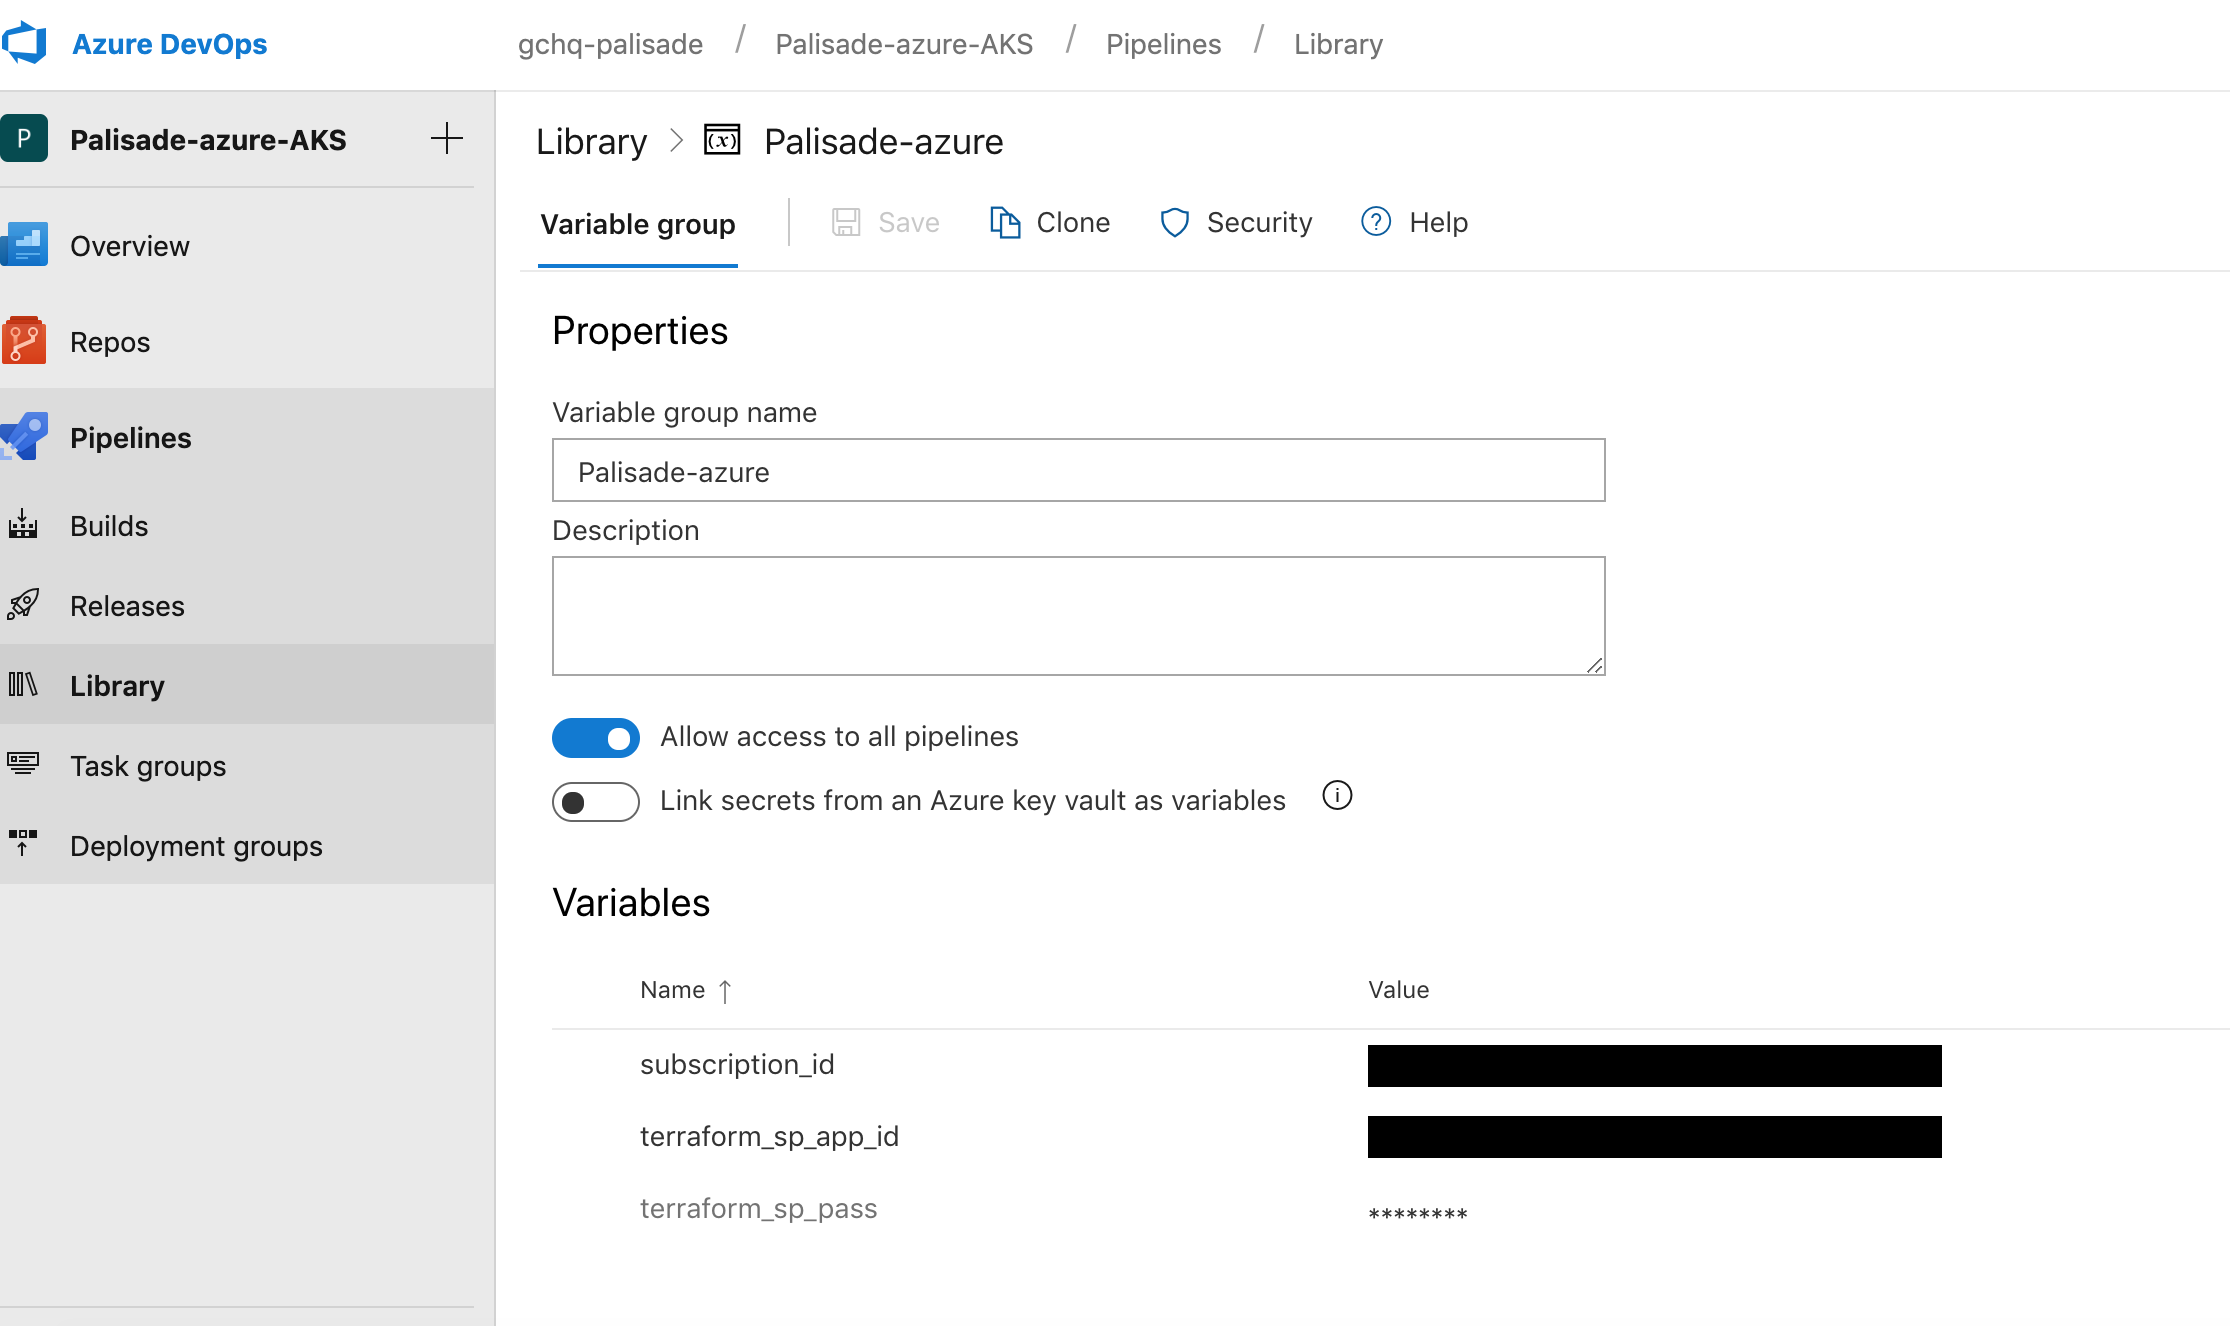 Azure DevOps
gchq-palisade / Palisade-azure-AKS / Pipelines / Library
P Palisade-azure-AKS
Overview
Repos
Pipelines
Builds
Releases
Library
Task groups
Deployment groups
Library > (x) Palisade-azure
Variable group Save Clone Security ? Help
Properties
Variable group name
Palisade-azure
Description
Allow access to all pipelines
Link secrets from an Azure key vault as variables i
Variables
Name ↑ Value
subscription_id
terraform_sp_app_id
terraform_sp_pass ********